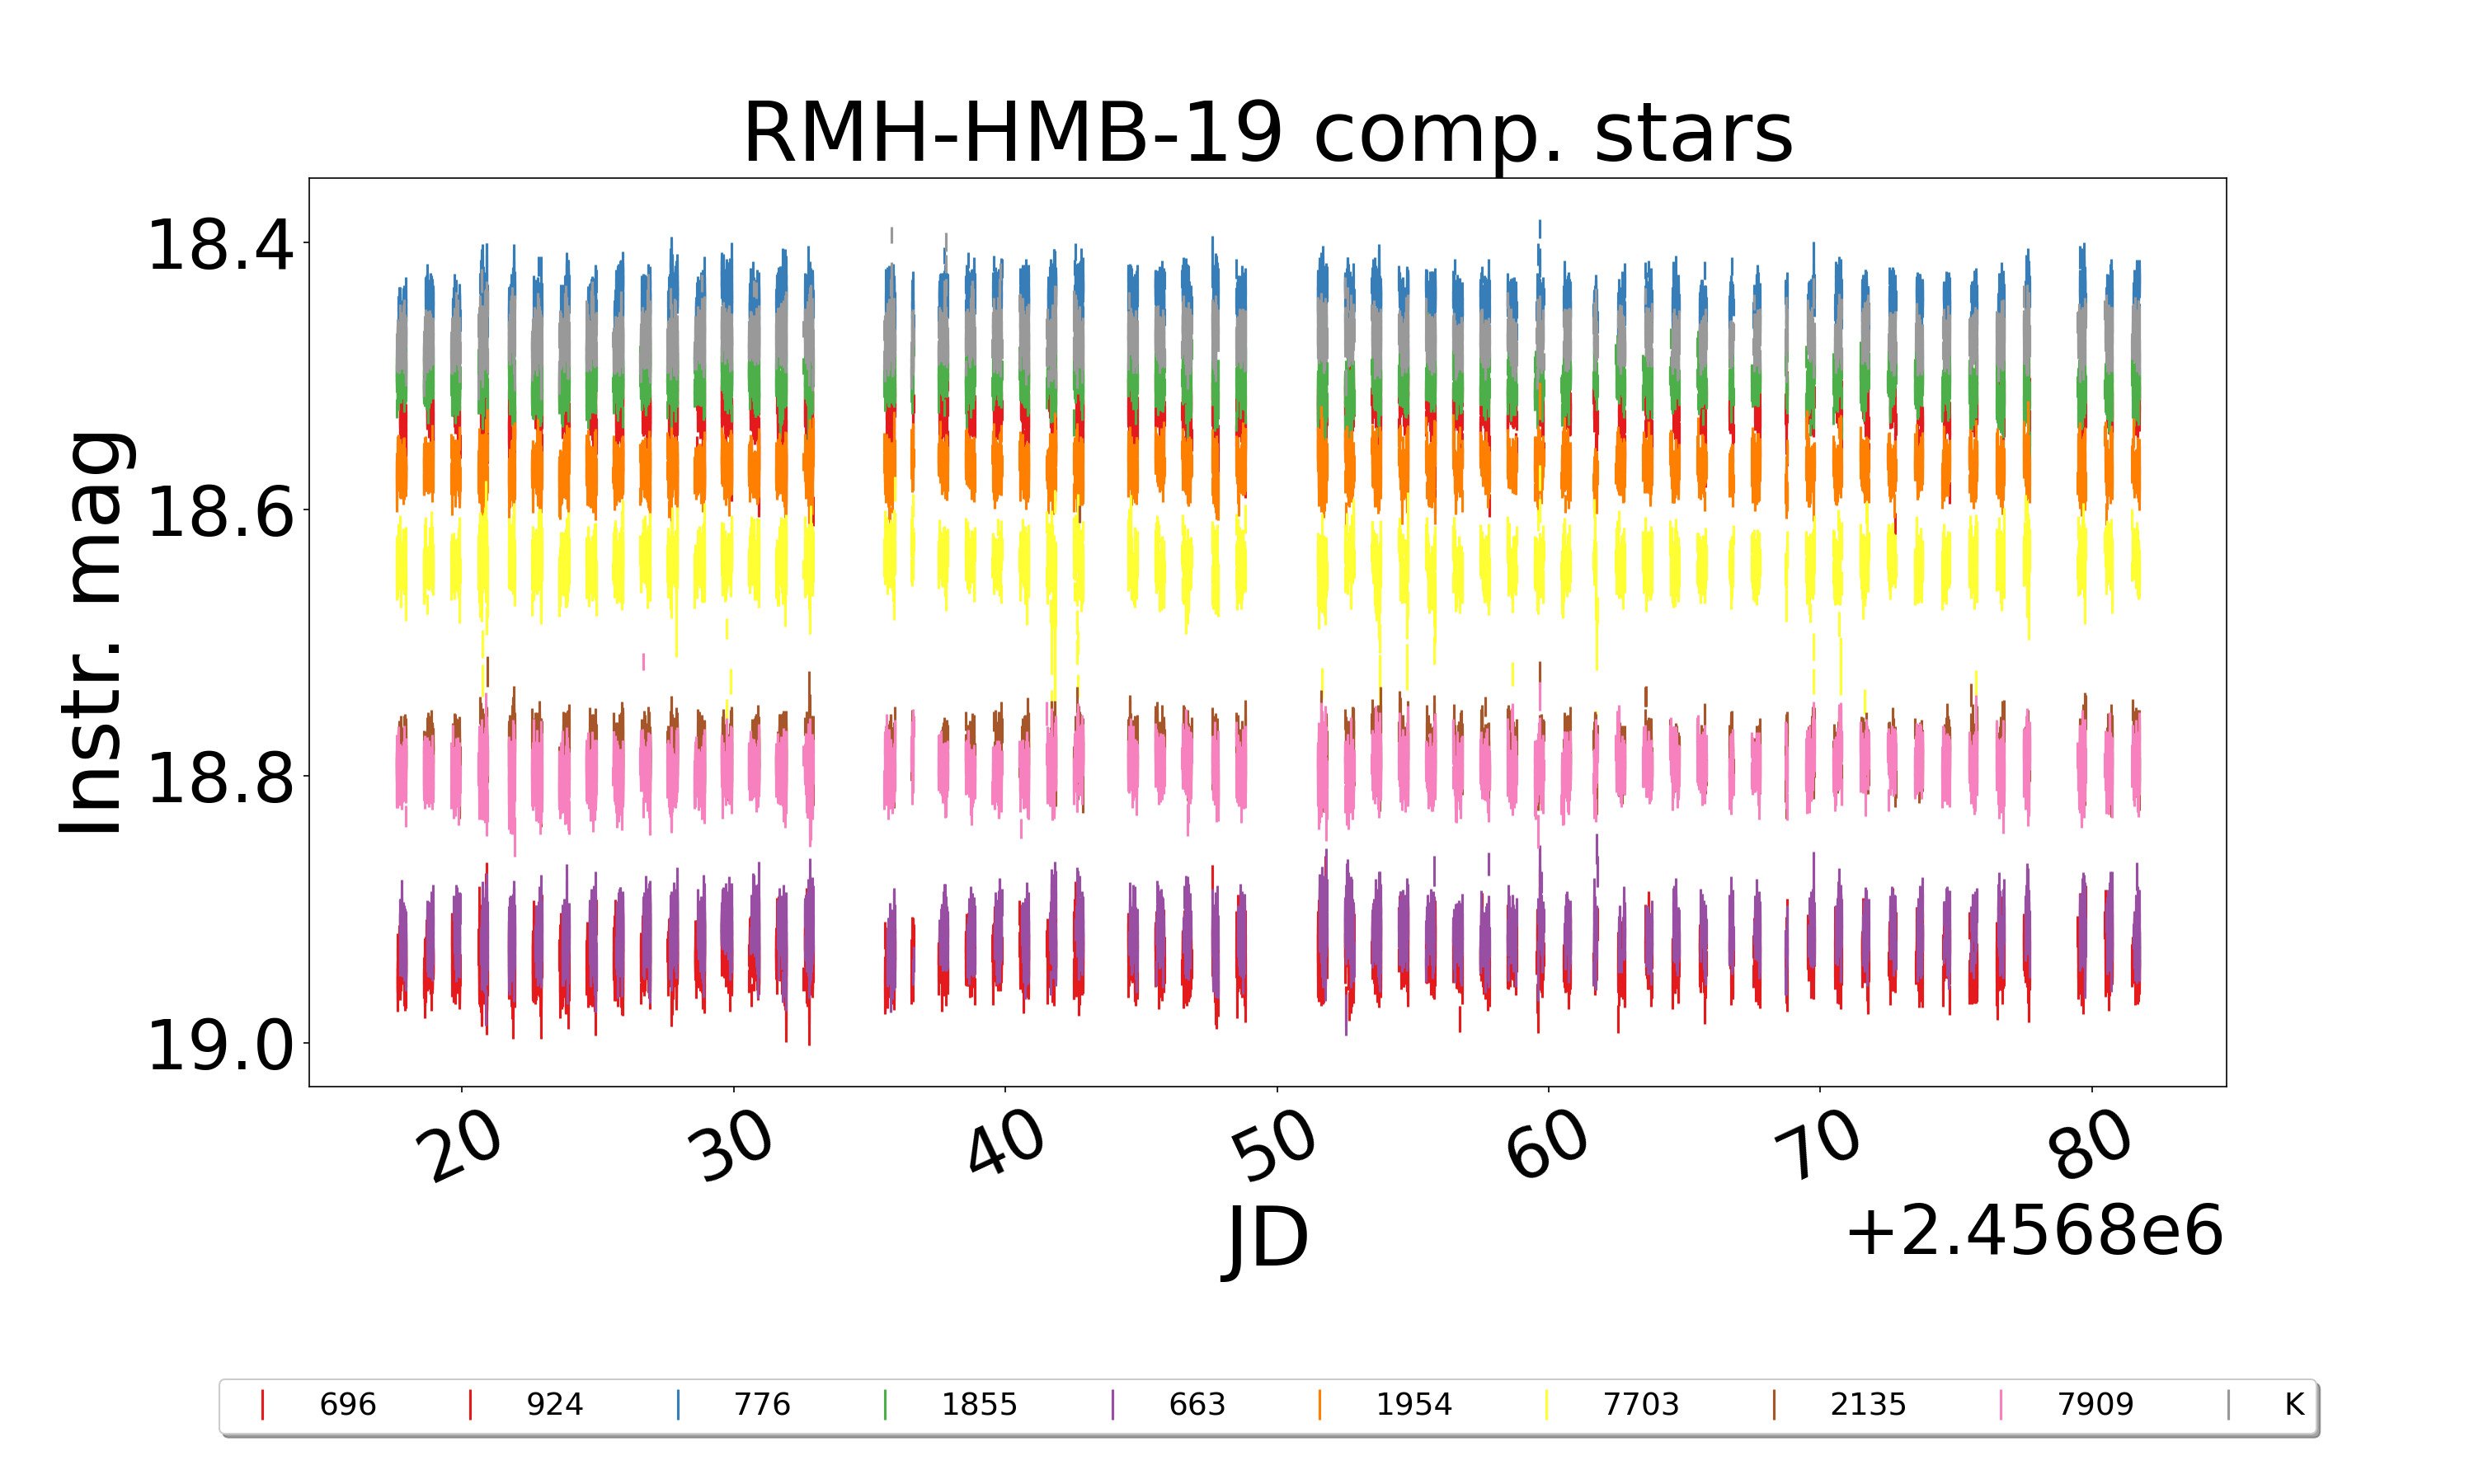 RMH-HMB-19 comp. stars
Instr. mag
18.4
18.6
18.8
19.0
20 30 40 50 60 70 80
JD
+2.4568e6
696 924 776 1855 663 1954 7703 2135 7909 K